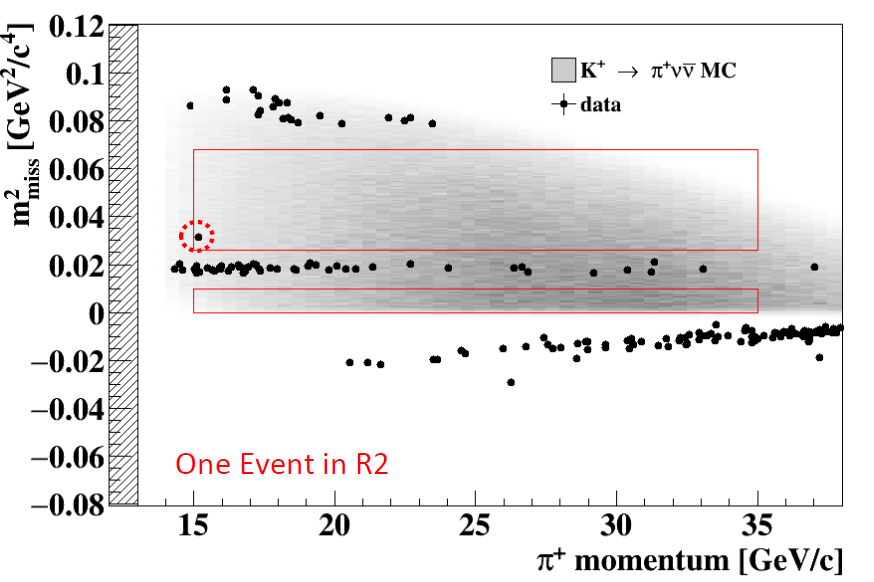 0.12
0.1
0.08
0.06
0.04
0.02
0
−0.02
−0.04
−0.06
−0.08
m²miss [GeV²/c⁴]
K⁺ → π⁺νν̄ MC
data
One Event in R2
15 20 25 30 35
π⁺ momentum [GeV/c]